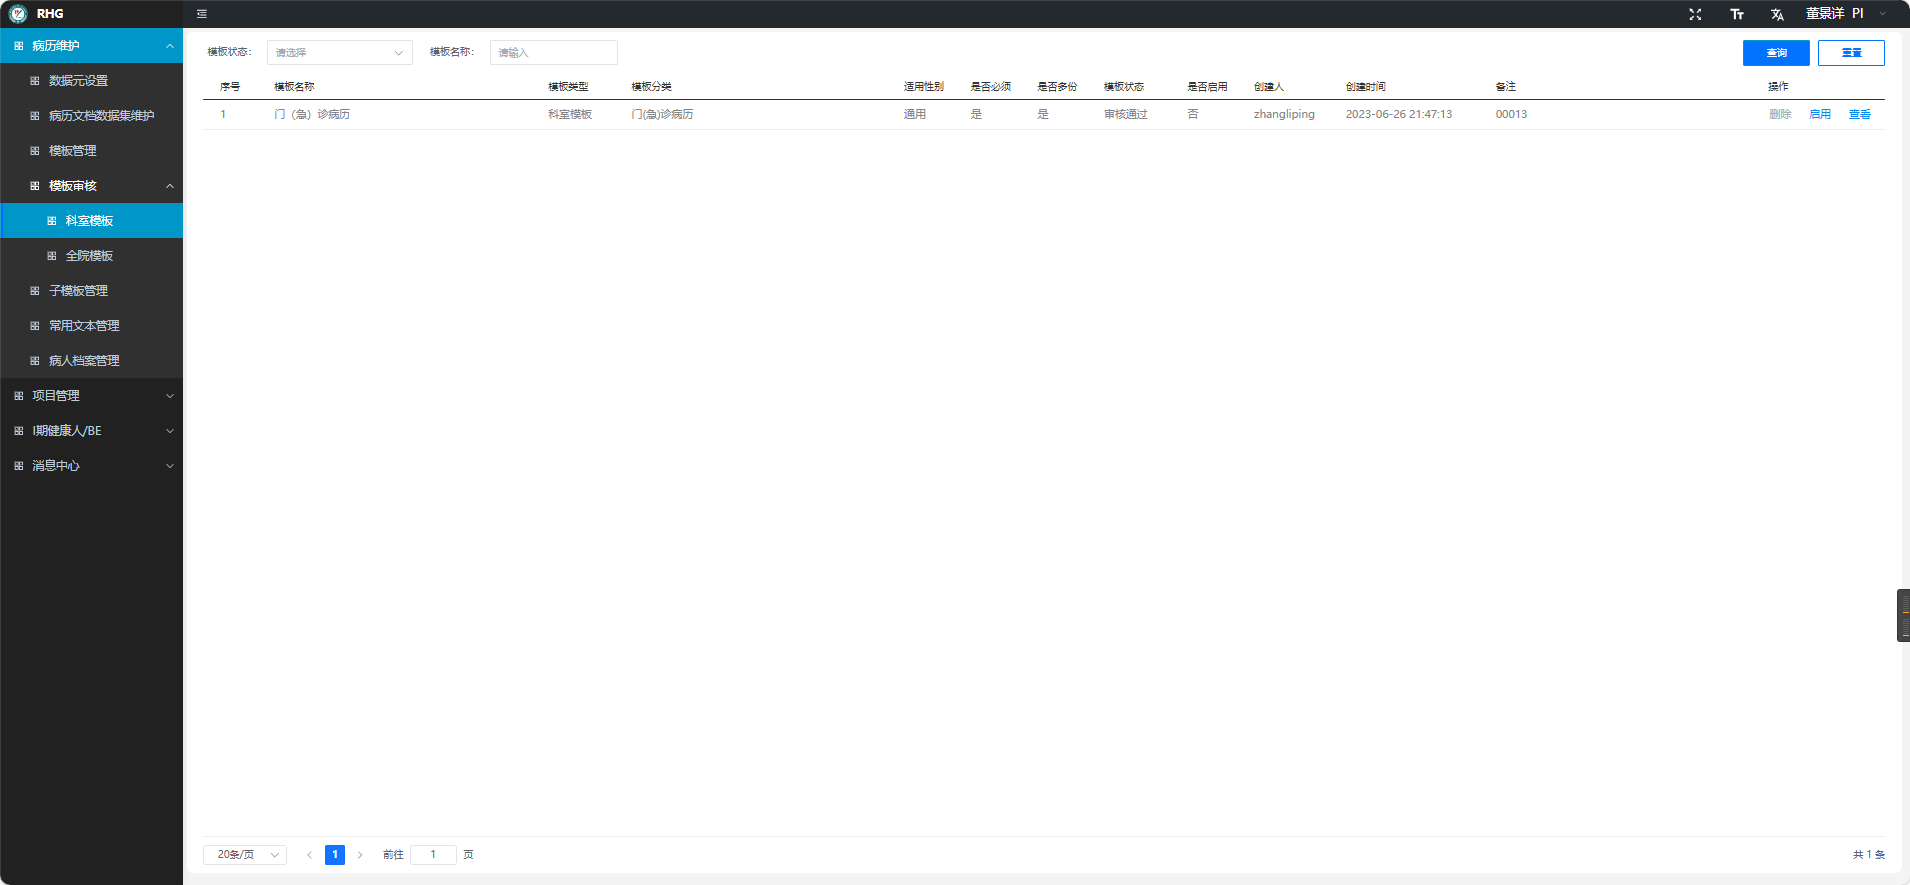 RHG
董景详 PI
病历维护
数据元设置
病历文档数据集维护
模板管理
模板审核
科室模板
全院模板
子模板管理
常用文本管理
病人档案管理
项目管理
I期健康人/BE
消息中心
模板状态： 请选择 模板名称： 请输入 查询 重置
序号 模板名称 模板类型 模板分类 适用性别 是否必须 是否多份 模板状态 是否启用 创建人 创建时间 备注 操作
1 门（急）诊病历 科室模板 门(急)诊病历 通用 是 是 审核通过 否 zhangliping 2023-06-26 21:47:13 00013 删除 启用 查看
20条/页 1 前往 1 页 共 1 条